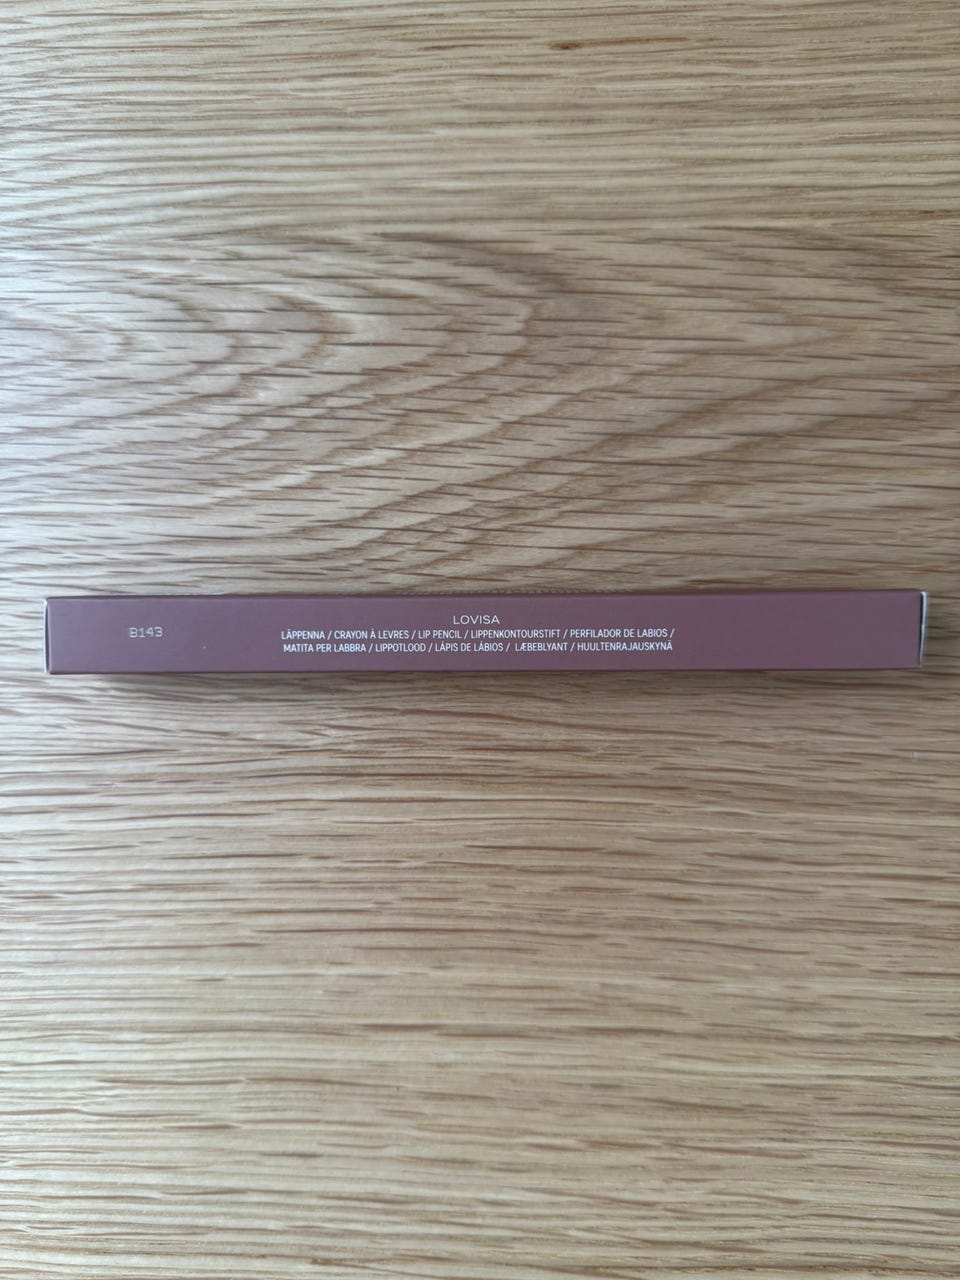 B143
LOVISA
LÄPPENNA / CRAYON À LEVRES / LIP PENCIL / LIPPENKONTOURSTIFT / PERFILADOR DE LABIOS /
MATITA PER LABBRA / LIPPOTLOOD / LÁPIS DE LÁBIOS / LÆBEBLYANT / HUULTENRAJAUSKYNÄ